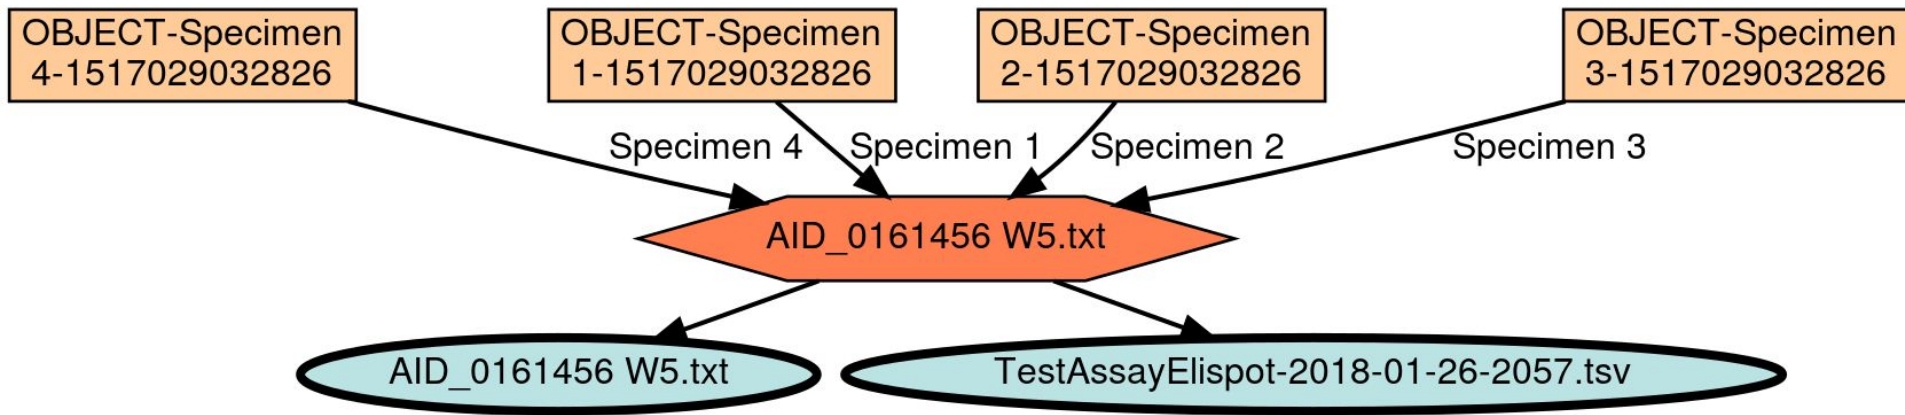 OBJECT-Specimen
4-1517029032826
OBJECT-Specimen
1-1517029032826
OBJECT-Specimen
2-1517029032826
OBJECT-Specimen
3-1517029032826
Specimen 4
Specimen 1
Specimen 2
Specimen 3
AID_0161456 W5.txt
AID_0161456 W5.txt
TestAssayElispot-2018-01-26-2057.tsv